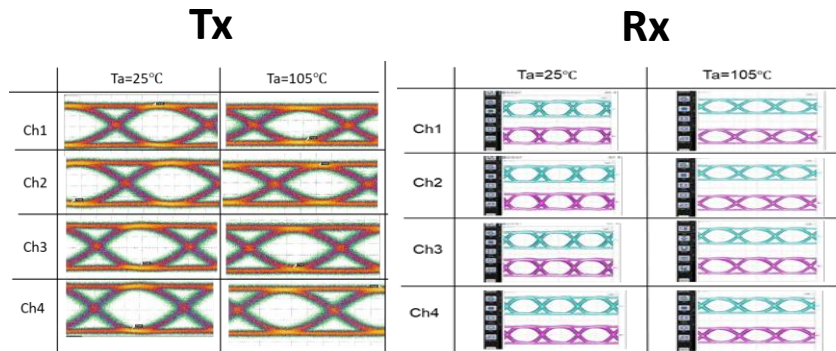 Tx
Rx
Ta=25℃
Ta=105℃
Ch1
Ch2
Ch3
Ch4
Ta=25℃
Ta=105℃
Ch1
Ch2
Ch3
Ch4